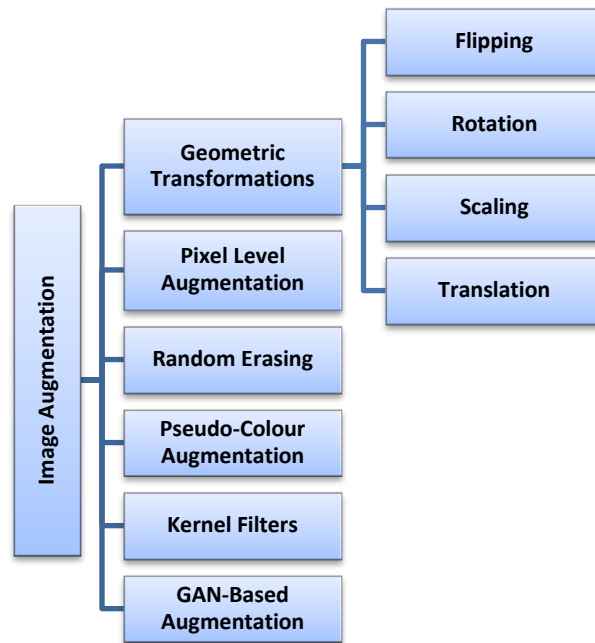 Image Augmentation
Geometric
Transformations
Flipping
Rotation
Scaling
Translation
Pixel Level
Augmentation
Random Erasing
Pseudo-Colour
Augmentation
Kernel Filters
GAN-Based
Augmentation